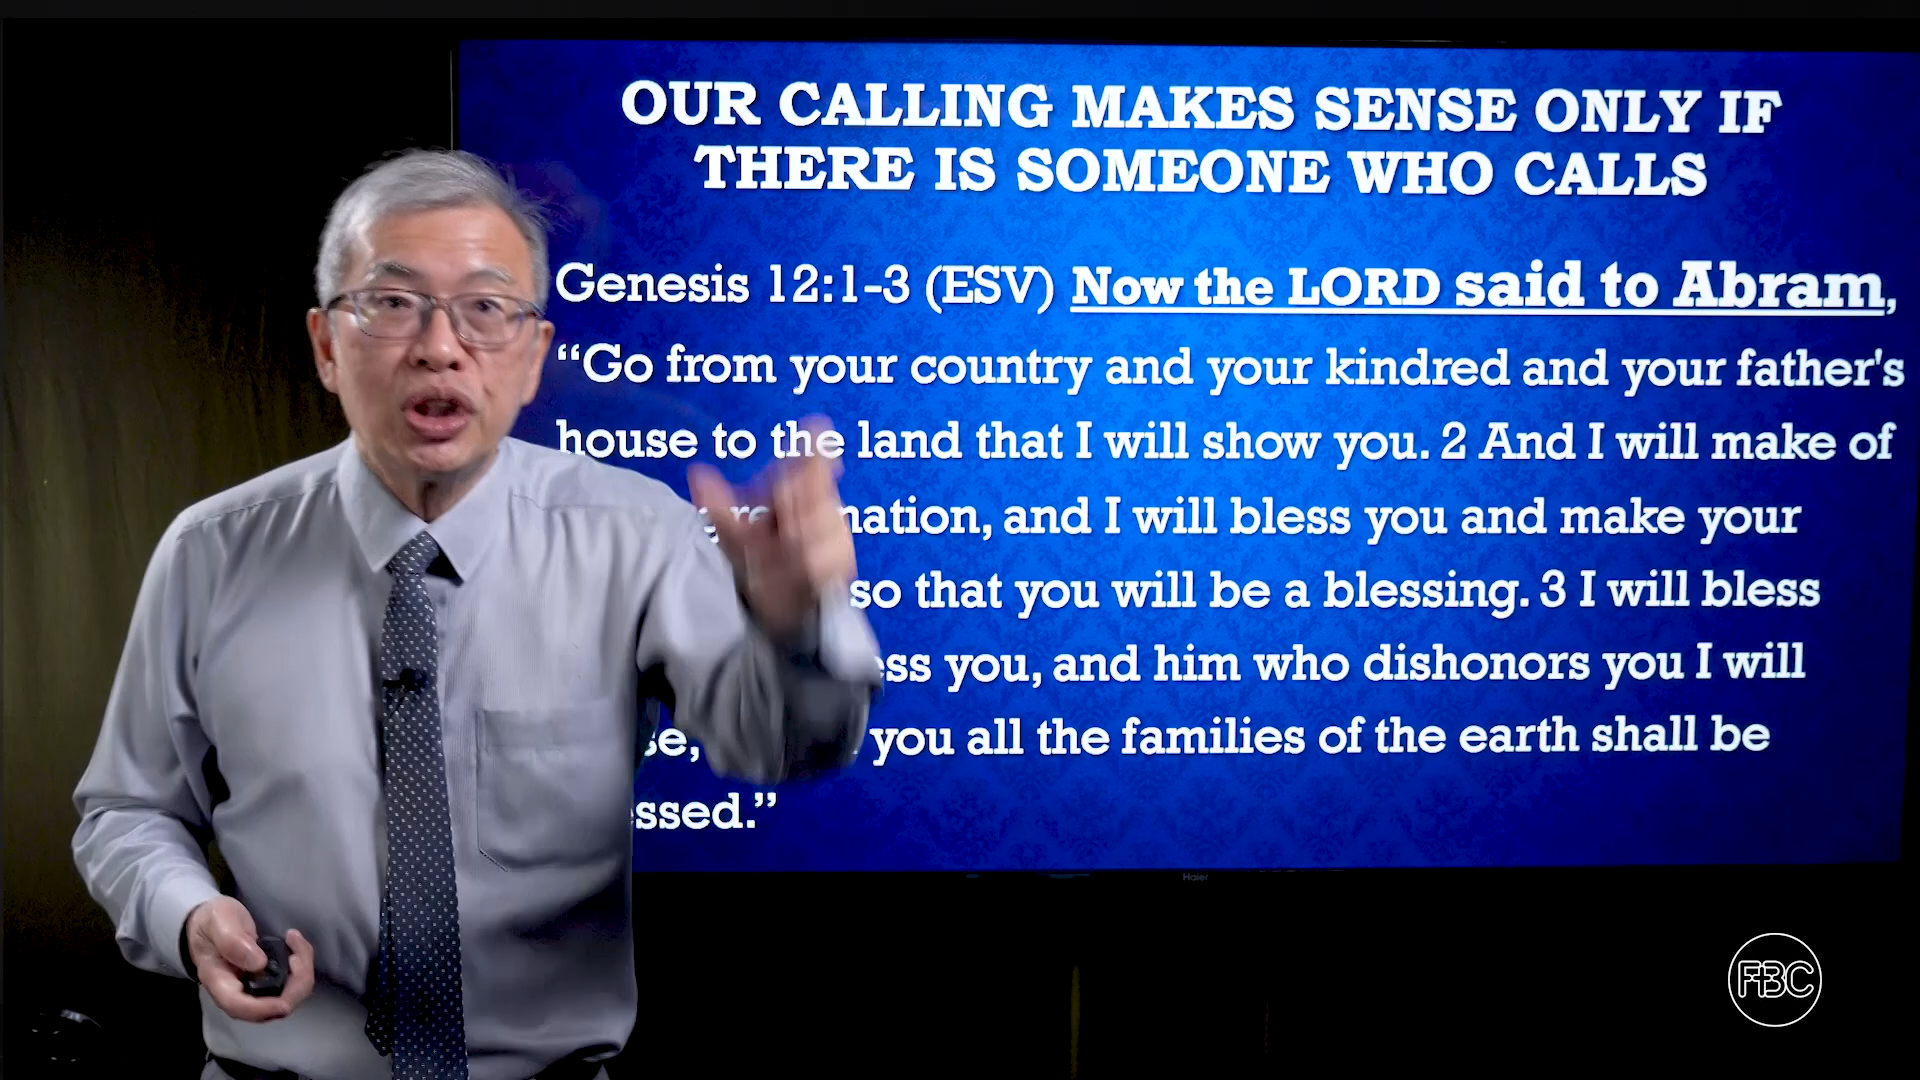 OUR CALLING MAKES SENSE ONLY IF
THERE IS SOMEONE WHO CALLS
Genesis 12:1-3 (ESV) Now the LORD said to Abram,
“Go from your country and your kindred and your father's
house to the land that I will show you. 2 And I will make of
nation, and I will bless you and make your
so that you will be a blessing. 3 I will bless
you, and him who dishonors you I will
you all the families of the earth shall be
Haier
FBC